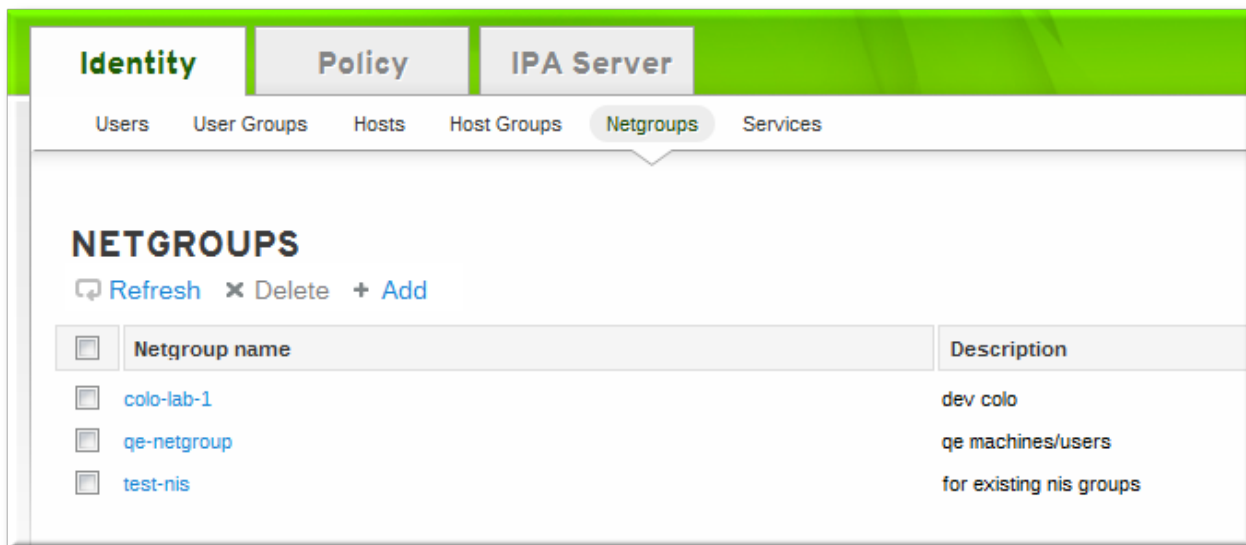 Identity Policy IPA Server
Users User Groups Hosts Host Groups Netgroups Services
NETGROUPS
Refresh Delete + Add
Netgroup name Description
colo-lab-1 dev colo
qe-netgroup qe machines/users
test-nis for existing nis groups